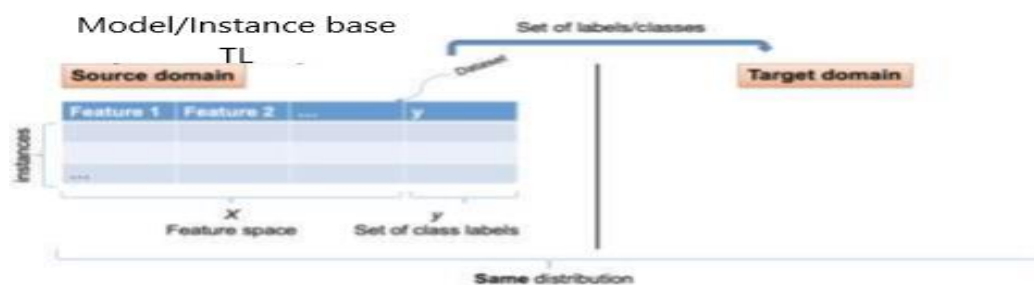 Model/Instance base
TL
Set of labels/classes
Source domain
Dataset
Target domain
Feature 1 Feature 2 ... y
instances
...
X
Feature space
y
Set of class labels
Same distribution